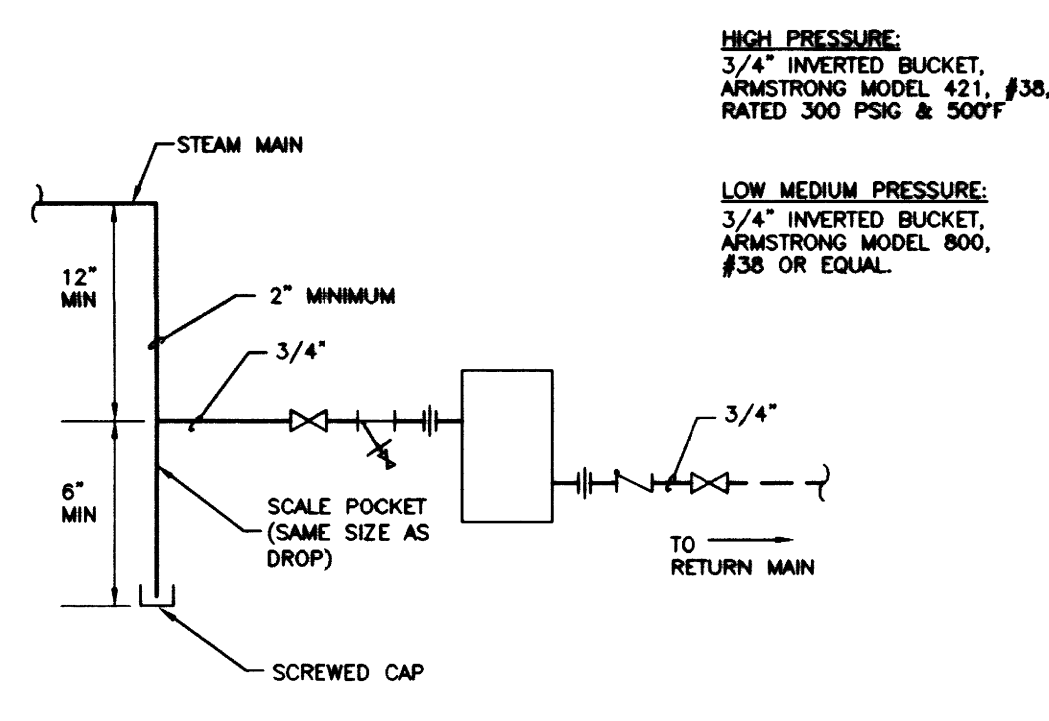 HIGH PRESSURE:
3/4" INVERTED BUCKET,
ARMSTRONG MODEL 421, #38,
RATED 300 PSIG & 500°F
STEAM MAIN
LOW MEDIUM PRESSURE:
3/4" INVERTED BUCKET,
ARMSTRONG MODEL 800,
#38 OR EQUAL.
12"
MIN
2" MINIMUM
3/4"
3/4"
6"
MIN
SCALE POCKET
(SAME SIZE AS
DROP)
TO
RETURN MAIN
SCREWED CAP